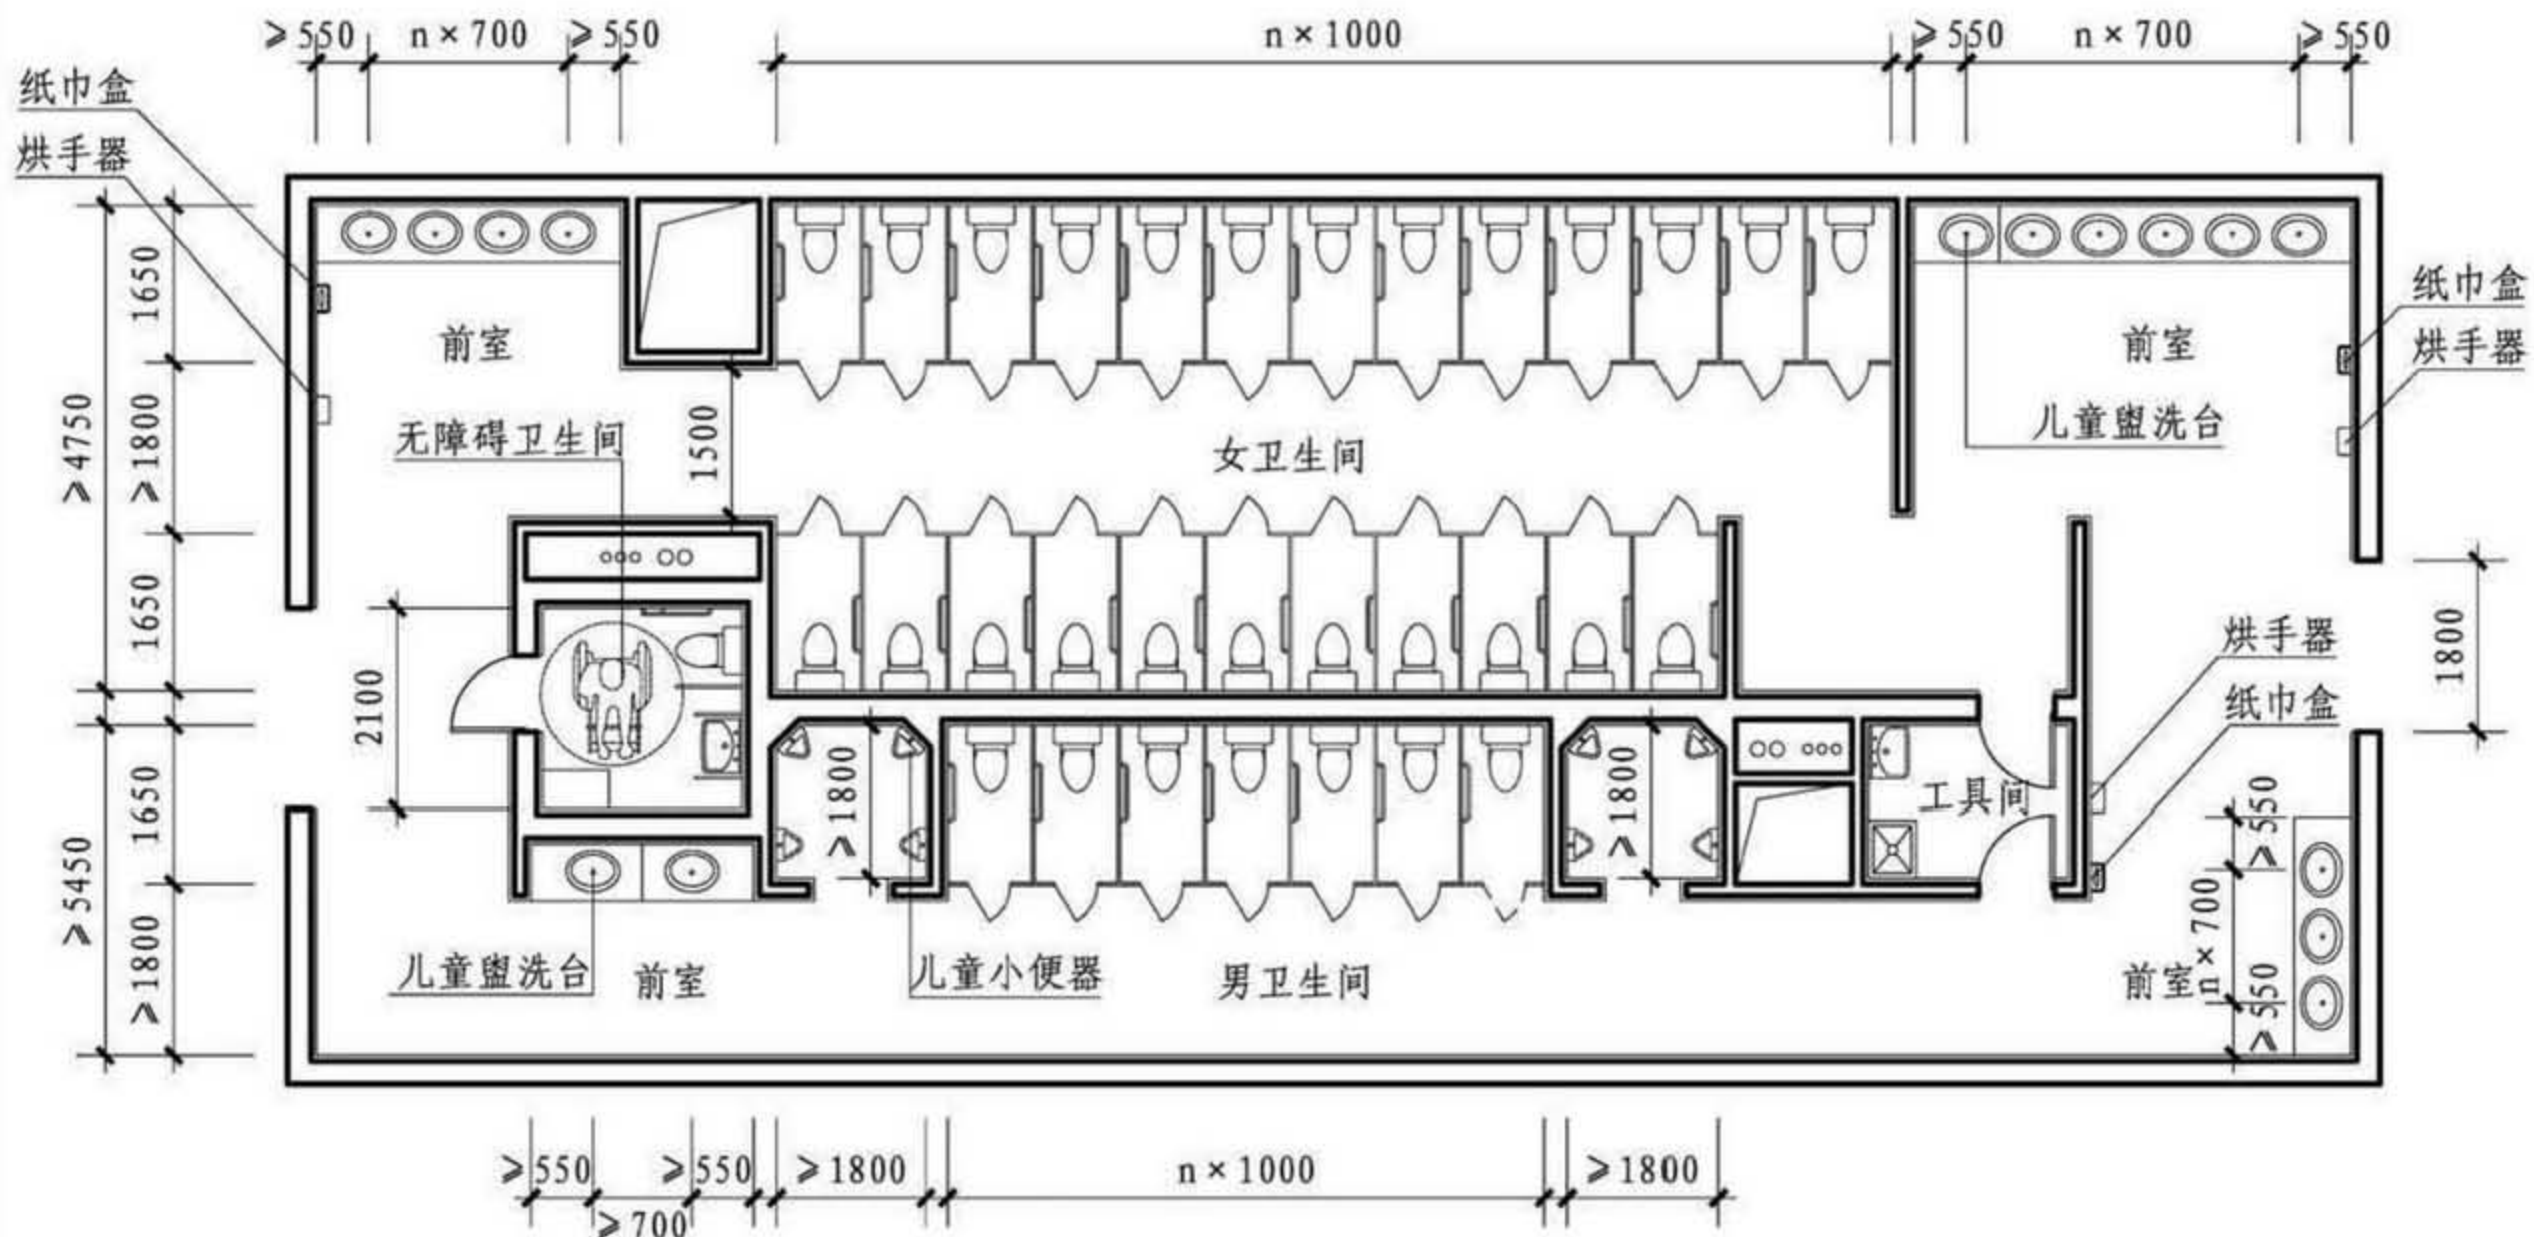 ≥550
n×700
≥550
n×1000
≥550
n×700
≥550
纸巾盒
烘手器
1650
前室
前室
纸巾盒
烘手器
≥4750
≥1800
无障碍卫生间
1500
女卫生间
儿童盥洗台
1650
2100
烘手器
1800
纸巾盒
≥5450
1650
≥1800
≥1800
工具间
≥550
n×700
≥550
≥1800
儿童盥洗台
前室
儿童小便器
男卫生间
前室
≥550
≥700
≥550
≥1800
n×1000
≥1800